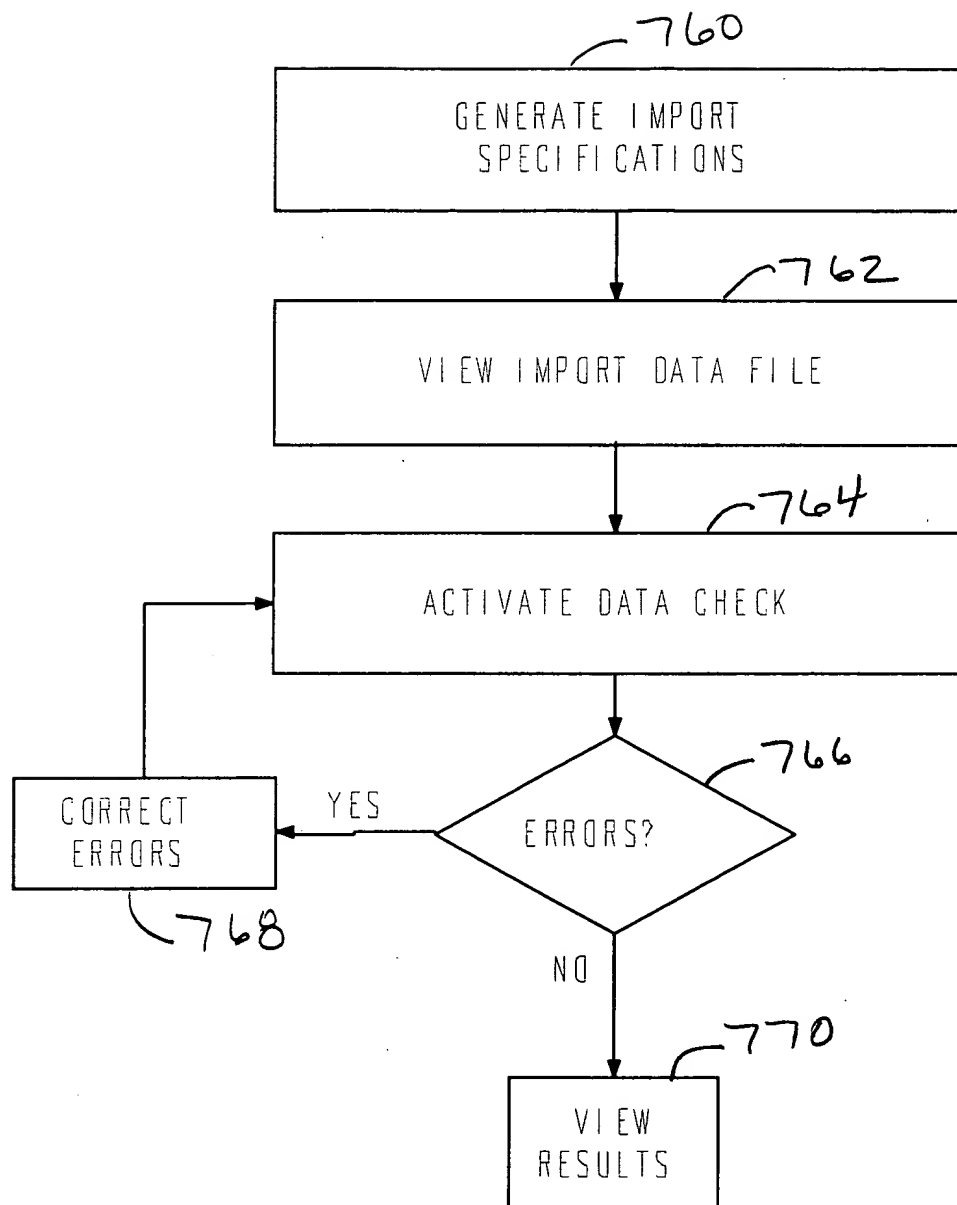 760
GENERATE IMPORT
SPECIFICATIONS
762
VIEW IMPORT DATA FILE
764
ACTIVATE DATA CHECK
766
ERRORS?
YES
CORRECT
ERRORS
768
NO
770
VIEW
RESULTS